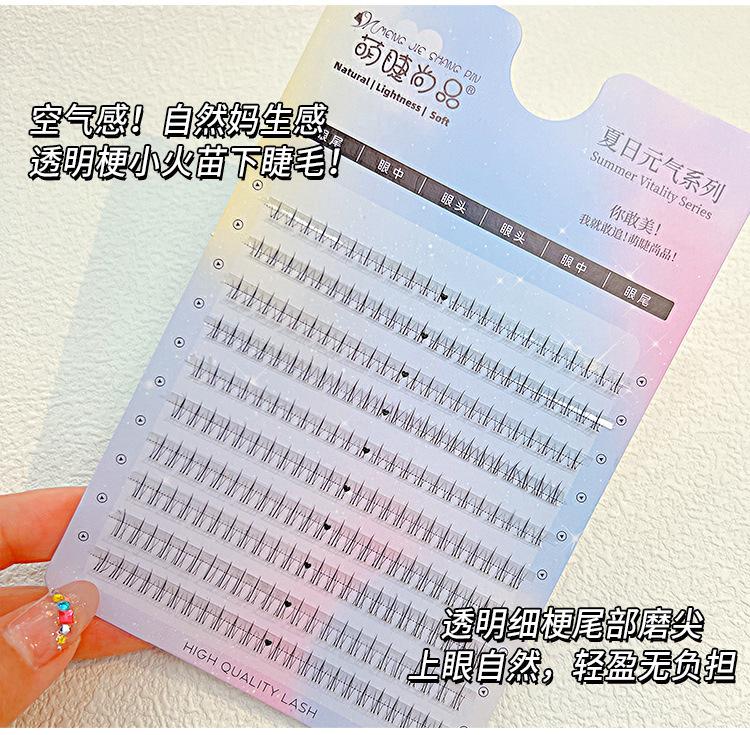 MENG JIE SHANG PIN
萌睫尚品®
Natural | Lightness | Soft
空气感！自然妈生感
透明梗小火苗下睫毛！
夏日元气系列
Summer Vitality Series
你敢美！
我就敢追！萌睫尚品！
眼尾 眼中 眼头 眼头 眼中 眼尾
透明细梗尾部磨尖
上眼自然，轻盈无负担
HIGH QUALITY LASH